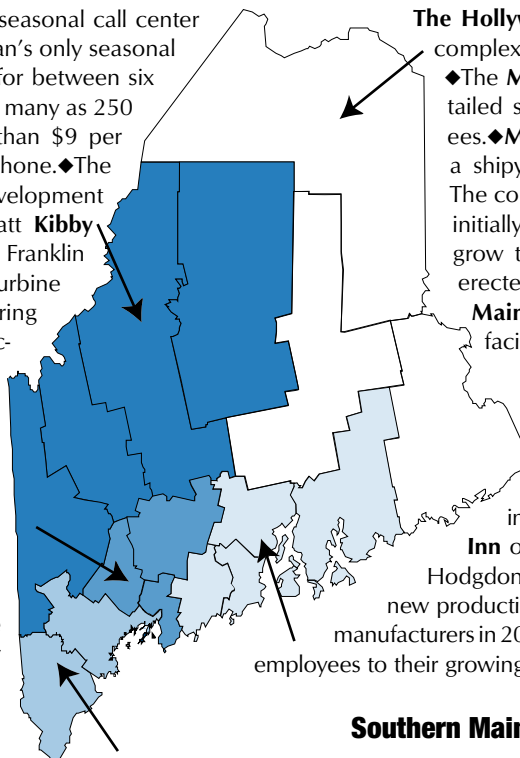 seasonal call center
an's only seasonal
for between six
many as 250
than $9 per
hone.◆The
velopment
att Kibby
Franklin
urbine
ring
c-
The Hollyw
complex
◆The M
tailed s
ees.◆M
a shipy
The co
initially
grow t
erecte
Main
faci
in
Inn o
Hodgdon
new producti
manufacturers in 20
employees to their growing
Southern Main